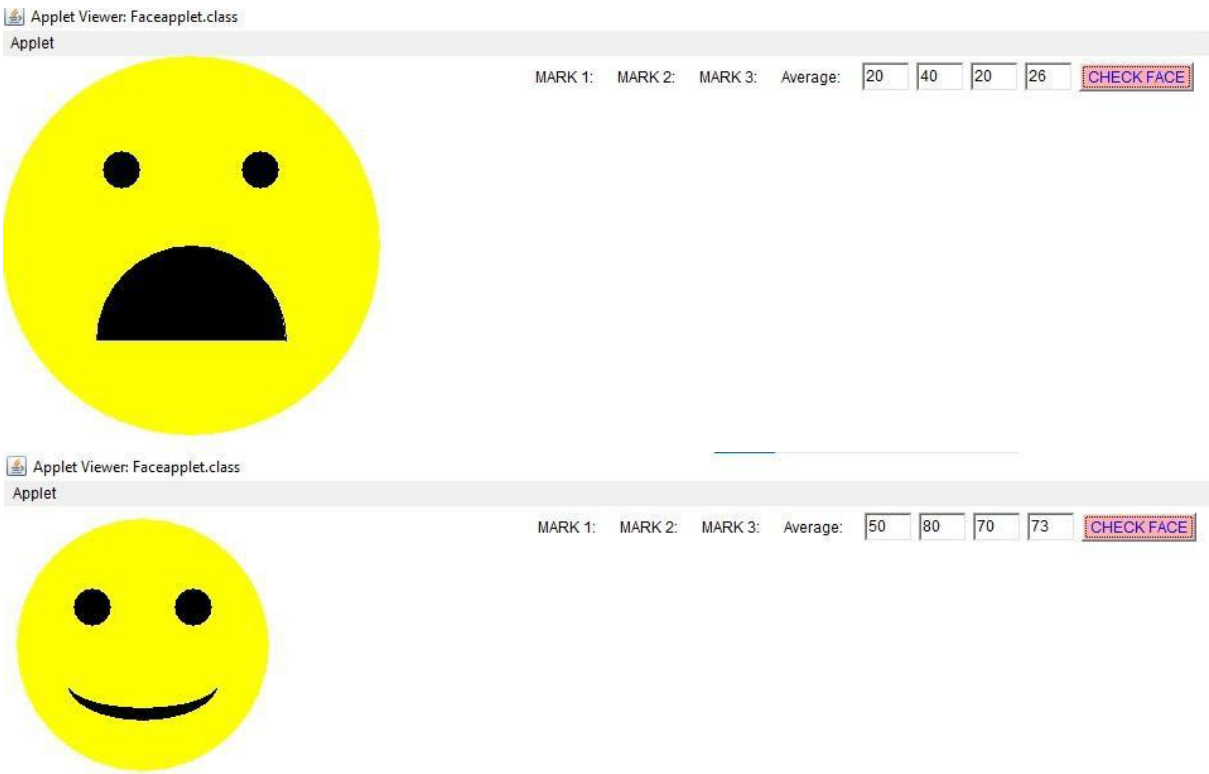 Applet Viewer: Faceapplet.class
Applet
MARK 1: MARK 2: MARK 3: Average: 20 40 20 26 CHECK FACE
Applet Viewer: Faceapplet.class
Applet
MARK 1: MARK 2: MARK 3: Average: 50 80 70 73 CHECK FACE